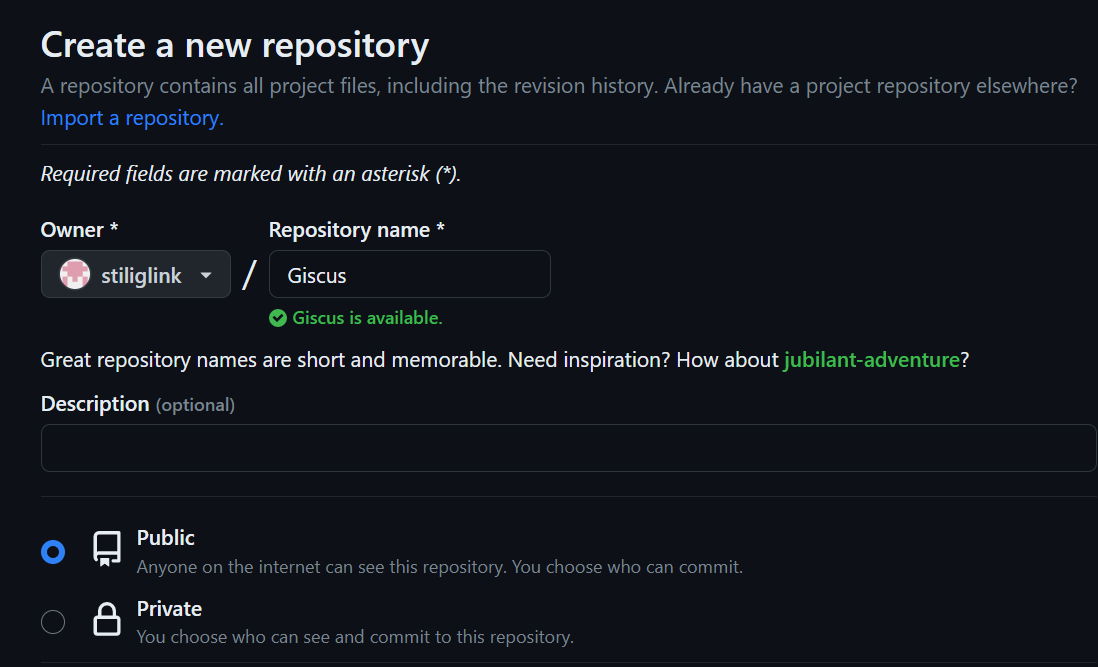 Create a new repository
A repository contains all project files, including the revision history. Already have a project repository elsewhere?
Import a repository.
Required fields are marked with an asterisk (*).
Owner *
Repository name *
stiliglink
/
Giscus
Giscus is available.
Great repository names are short and memorable. Need inspiration? How about jubilant-adventure?
Description (optional)
Public
Anyone on the internet can see this repository. You choose who can commit.
Private
You choose who can see and commit to this repository.